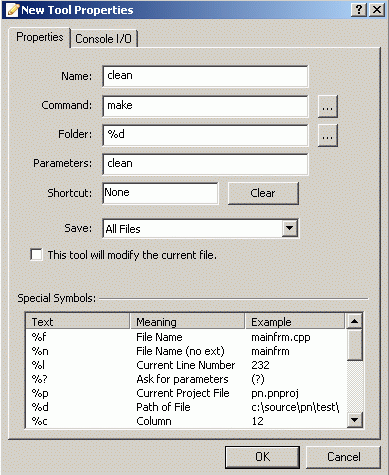 New Tool Properties
Properties Console I/O
Name: clean
Command: make ...
Folder: %d ...
Parameters: clean
Shortcut: None Clear
Save: All Files
This tool will modify the current file.
Special Symbols:
Text Meaning Example
%f File Name mainfrm.cpp
%n File Name (no ext) mainfrm
%l Current Line Number 232
%? Ask for parameters (?)
%p Current Project File pn.pnproj
%d Path of File c:\source\pn\test\
%c Column 12
OK Cancel